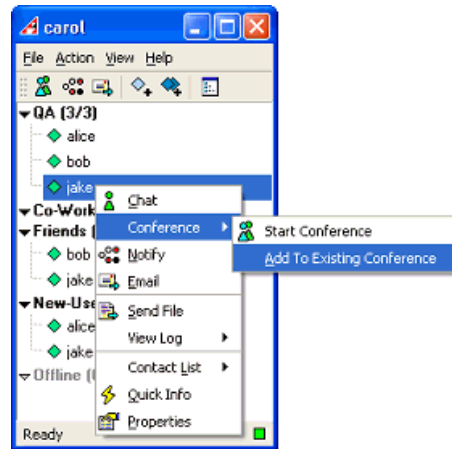 carol
File Action View Help
QA (3/3)
alice
bob
jake
Chat
Co-Work
Conference
Start Conference
Friends (
Add To Existing Conference
bob
Notify
jake
Email
New-Use
Send File
alice
View Log
jake
Contact List
Offline (
Quick Info
Properties
Ready